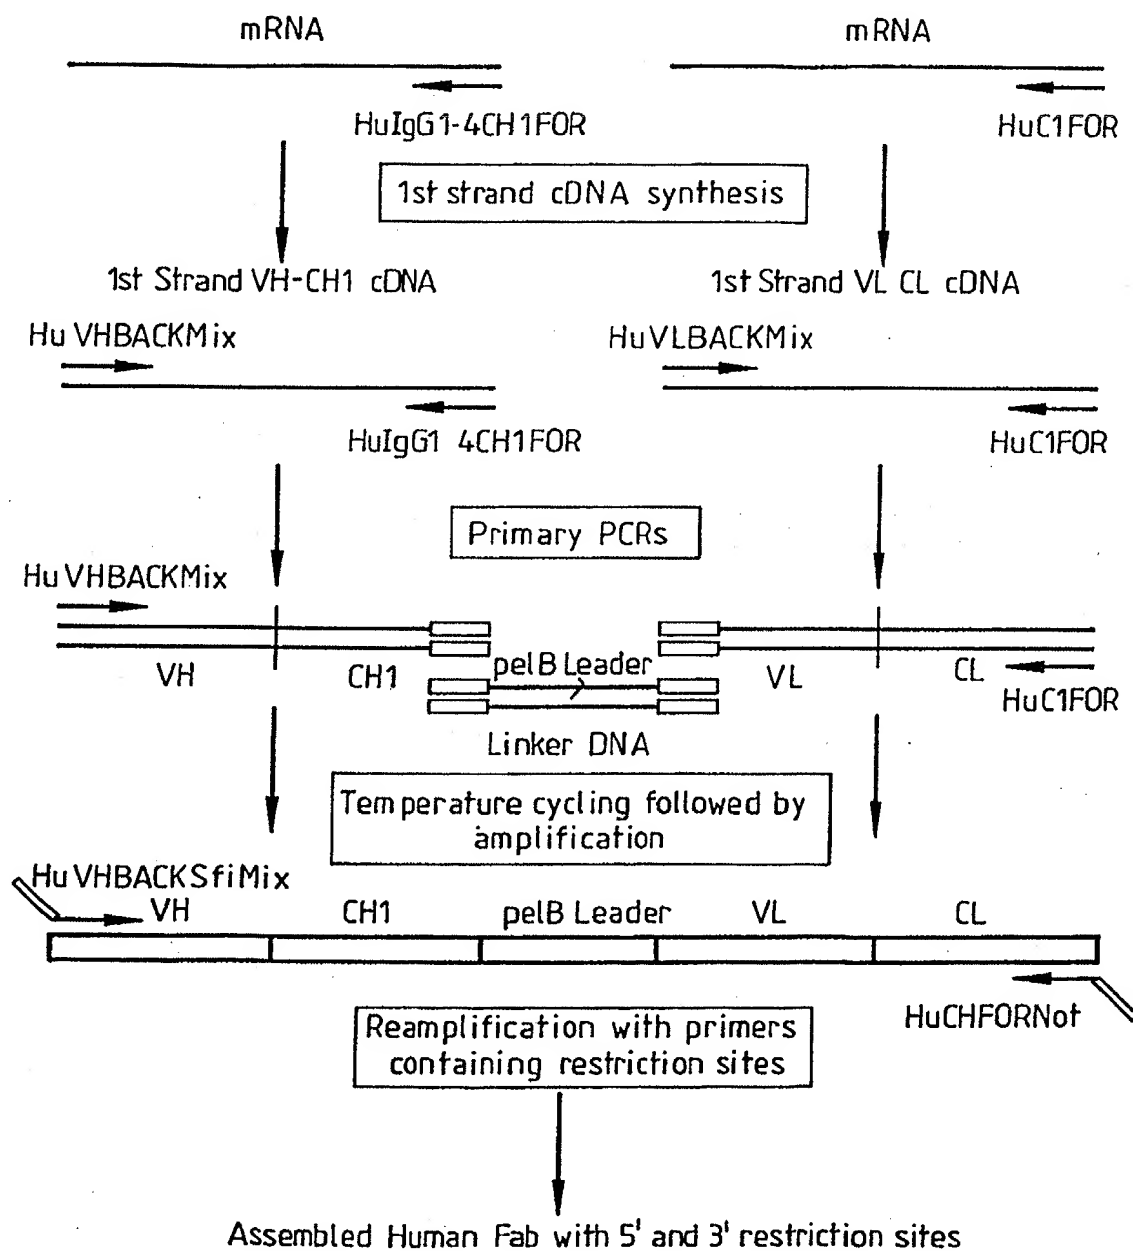 mRNA
mRNA
HuIgG1-4CH1FOR
HuC1FOR
1st strand cDNA synthesis
1st Strand VH-CH1 cDNA
1st Strand VL CL cDNA
Hu VHBACKMix
HuVLBACKMix
HuIgG1 4CH1FOR
HuC1FOR
Primary PCRs
Hu VHBACKMix
VH
CH1
pelB Leader
VL
CL
HuC1FOR
Linker DNA
Temperature cycling followed by
amplification
Hu VHBACKSfiMix
VH
CH1
pelB Leader
VL
CL
HuCHFORNot
Reamplification with primers
containing restriction sites
Assembled Human Fab with 5' and 3' restriction sites